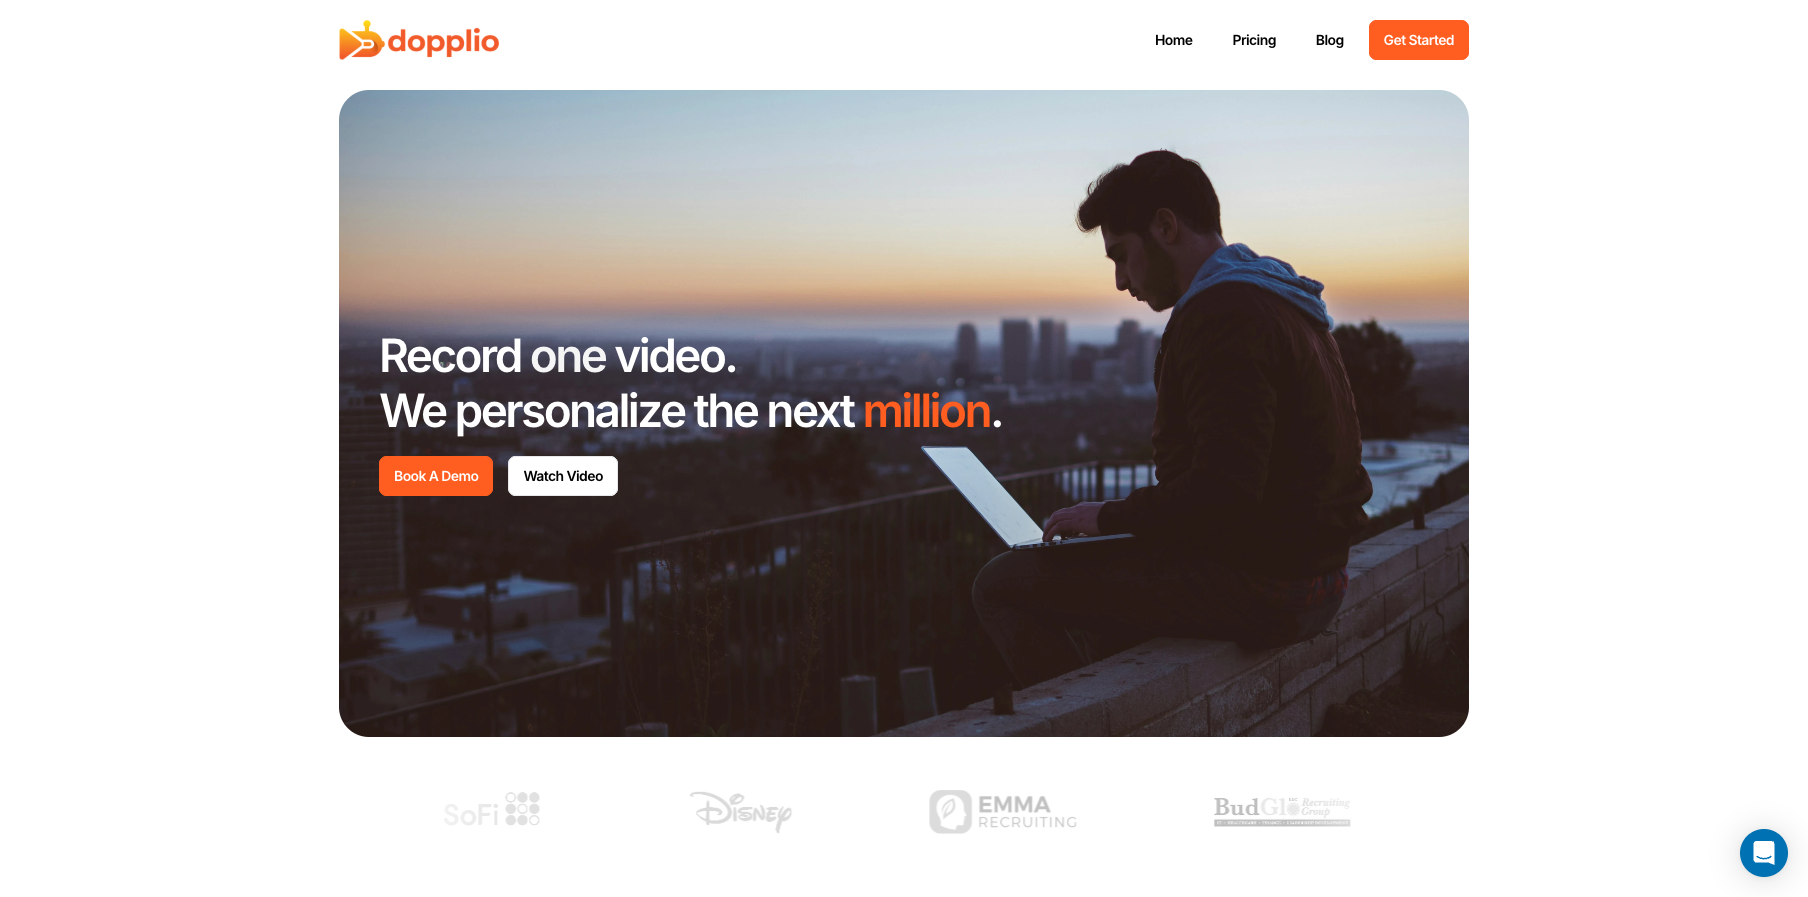 dopplio
Home
Pricing
Blog
Get Started
Record one video.
We personalize the next million.
Book A Demo
Watch Video
SoFi
Disney
EMMA
RECRUITING
BudGlo
LLC
Recruiting
Group